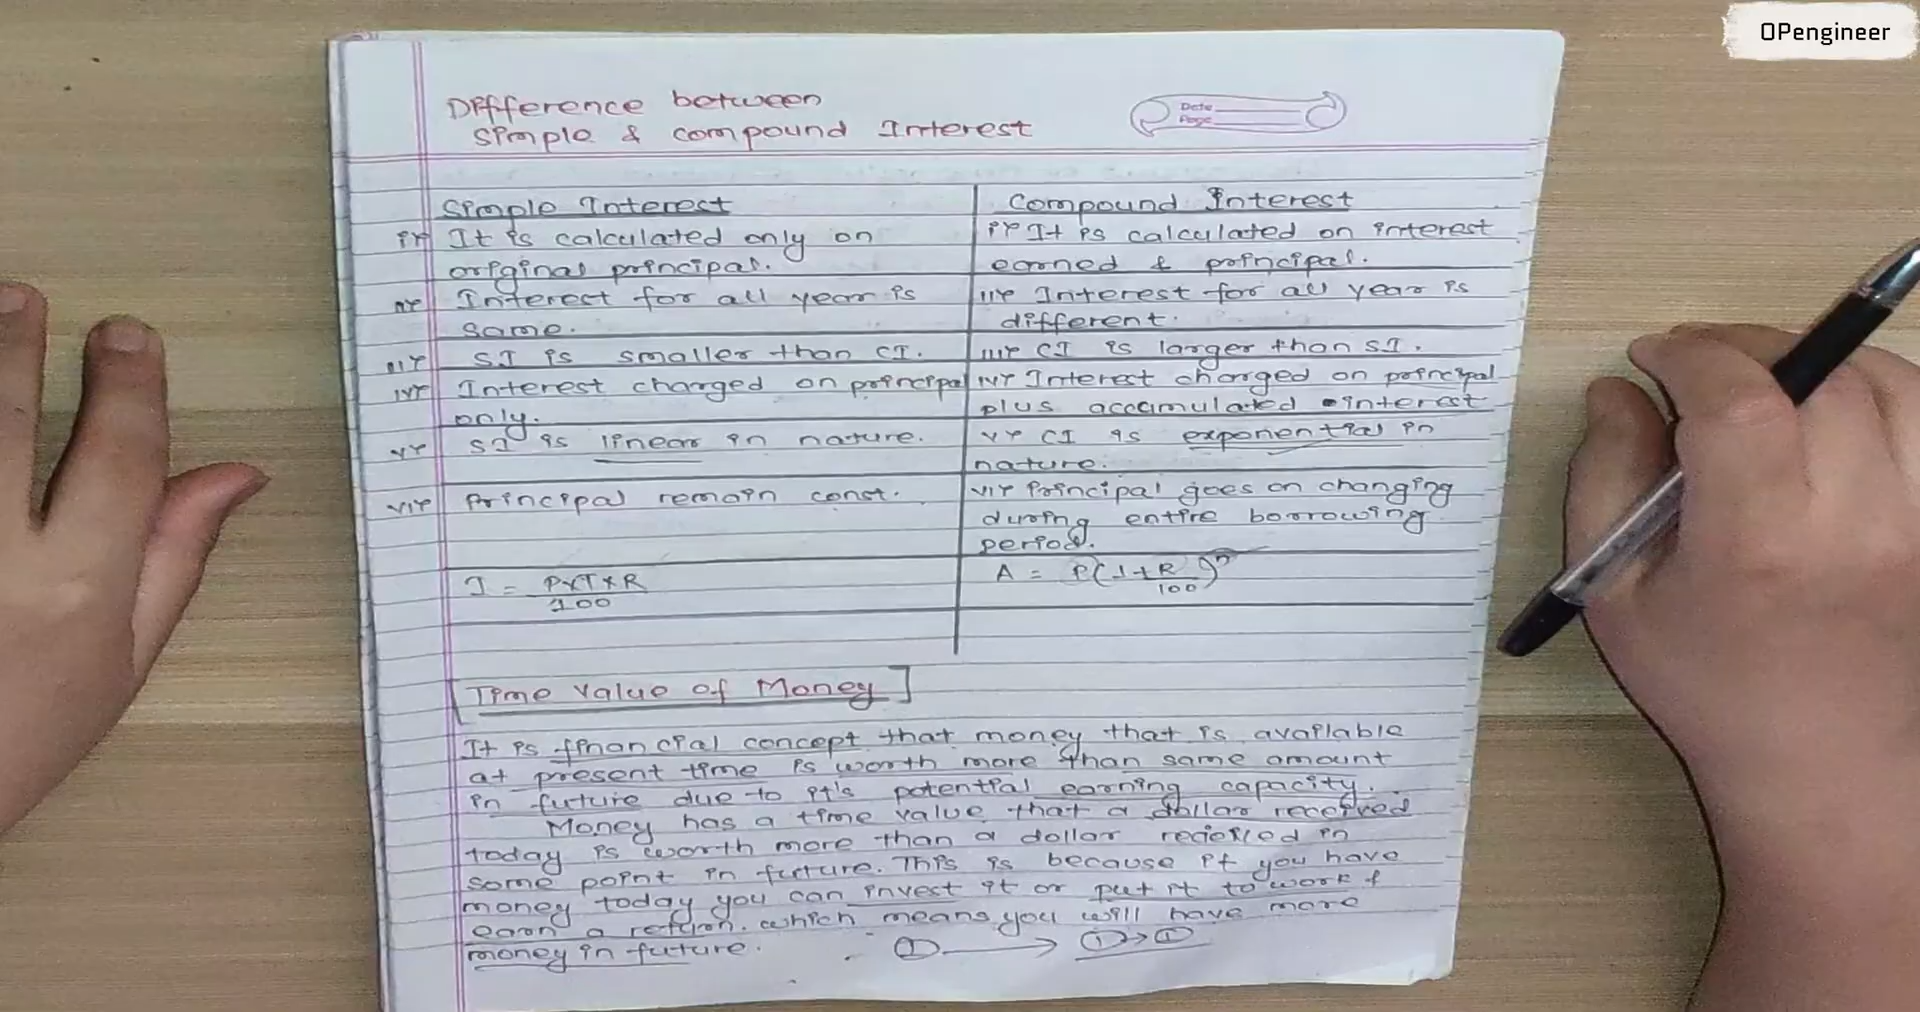 OPengineer
Difference between
simple & compound Interest
Date
Page
Simple Interest
i) It is calculated only on
original principal.
ii) Interest for all year is
same.
iii) SI is smaller than CI.
iv) Interest charged on principal
only.
v) SI is linear in nature.
vi) Principal remain const.
I = P×T×R
100
Compound Interest
i) It is calculated on interest
earned & principal.
ii) Interest for all year is
different.
iii) CI is larger than SI.
iv) Interest charged on principal
plus accamulated interest
v) CI is exponential in
nature.
vi) Principal goes on changing
during entire borrowing
period.
A = P(1+R)n
100
[Time Value of Money]
It is financial concept that money that is available
at present time is worth more than same amount
in future due to it's potential earning capacity.
Money has a time value that a dollar received
today is worth more than a dollar in
some point in future. This is because if you have
money today you can invest it or put it to work &
earn a return. which means you will have more
money in future.
① → ① → ①